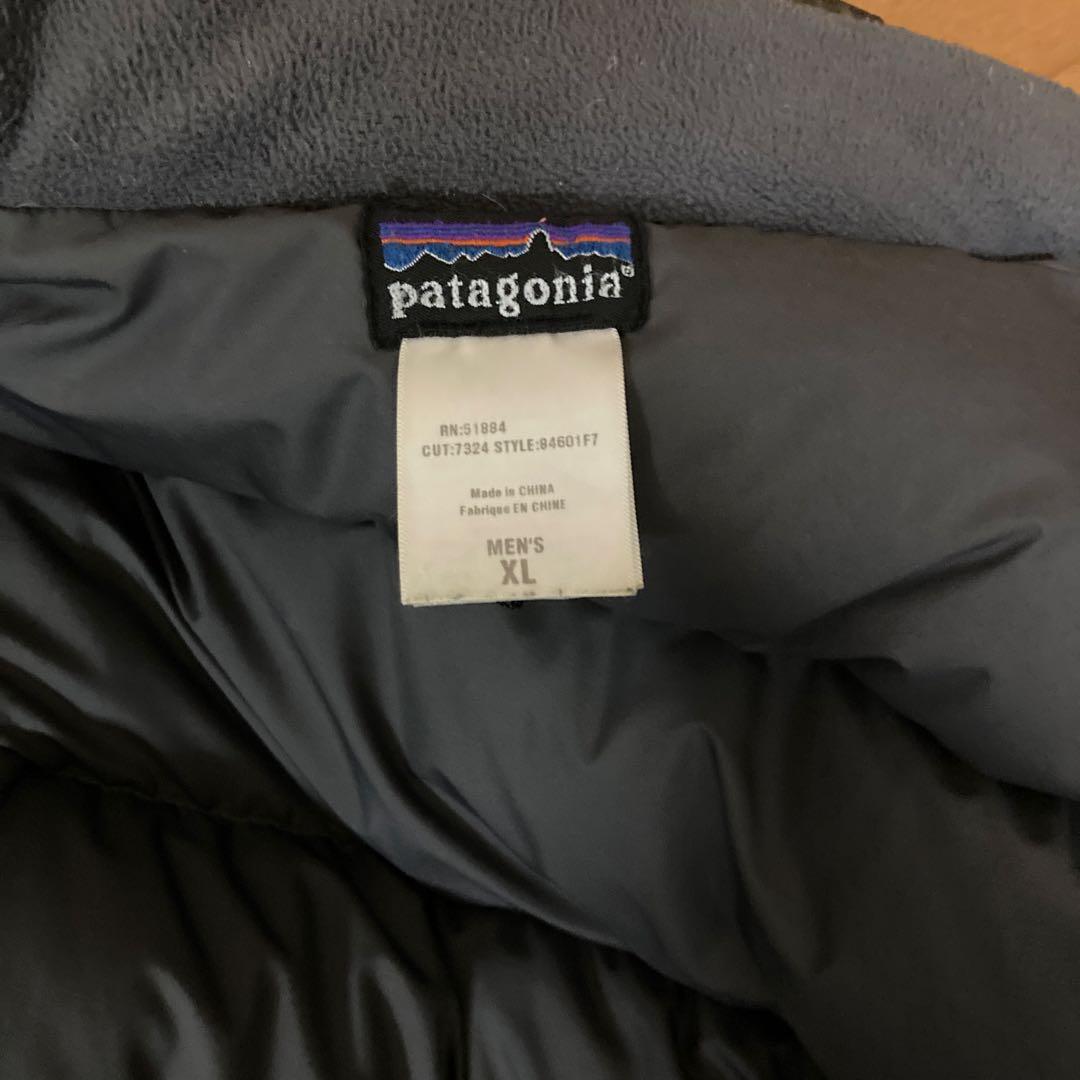 patagonia®
RN:51884
CUT:7324 STYLE:84601F7
Made in CHINA
Fabriqué EN CHINE
MEN'S
XL